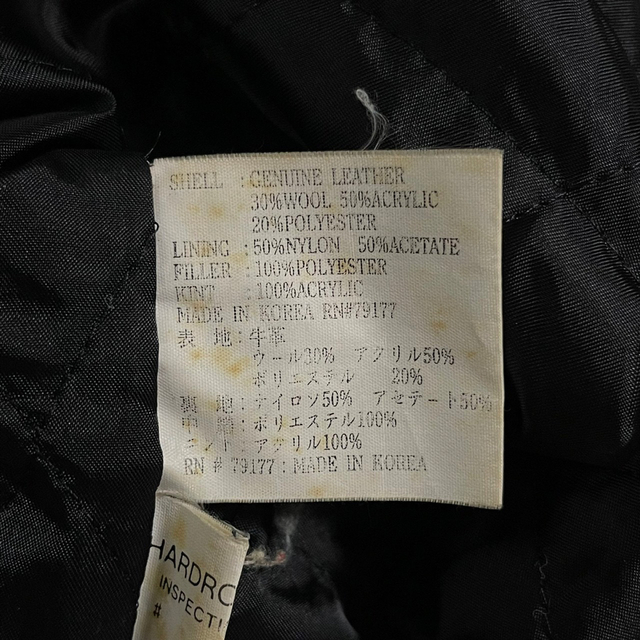 SHELL : GENUINE LEATHER
30%WOOL 50%ACRYLIC
20%POLYESTER
LINING : 50%NYLON 50%ACETATE
FILLER : 100%POLYESTER
KINT : 100%ACRYLIC
MADE IN KOREA RN#79177
表 地 : 牛革
ウール30% アクリル50%
ポリエステル 20%
裏 地 : ナイロン50% アセテート50%
中 : ポリエステル100%
ニット : アクリル100%
RN # 79177 : MADE IN KOREA
HARDRO
INSPECTI
#